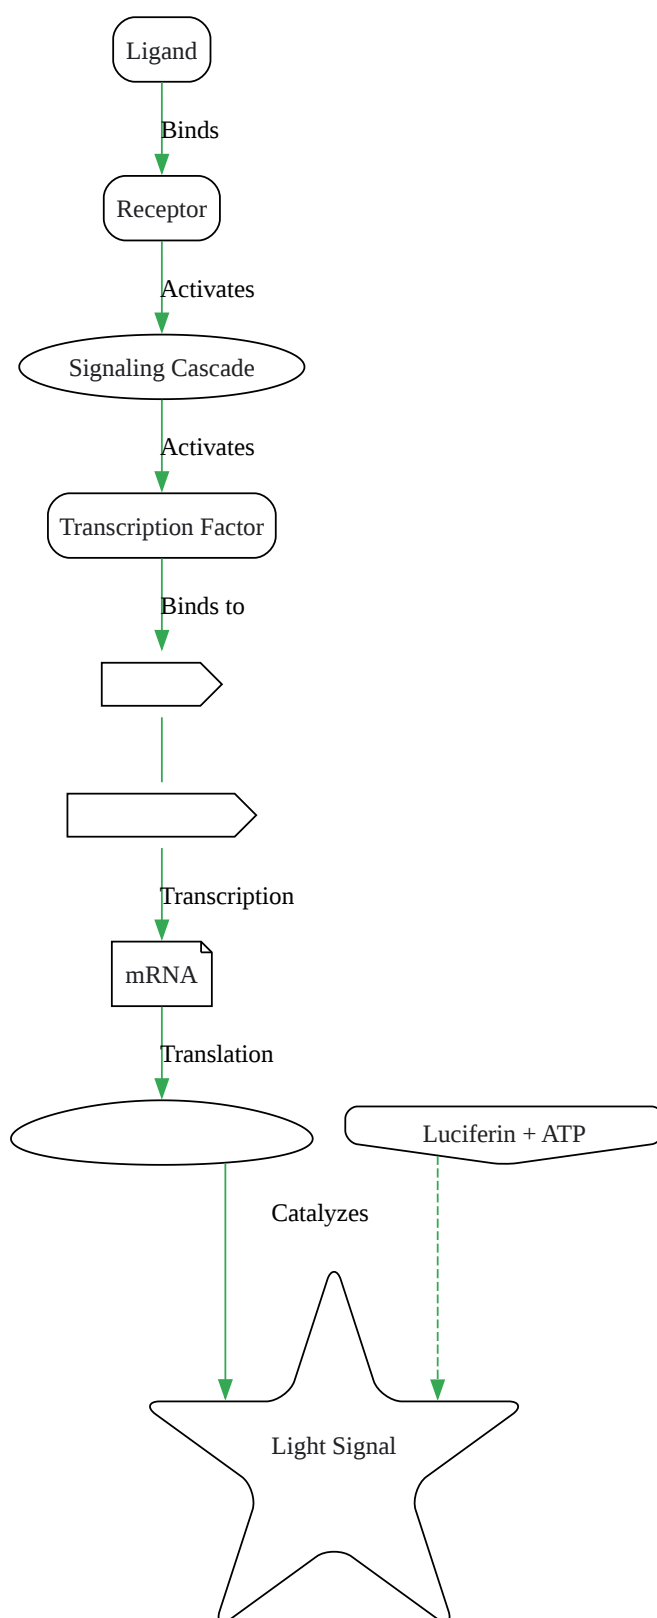 Ligand
Binds
Receptor
Activates
Signaling Cascade
Activates
Transcription Factor
Binds to
Transcription
mRNA
Translation
Luciferin + ATP
Catalyzes
Light Signal